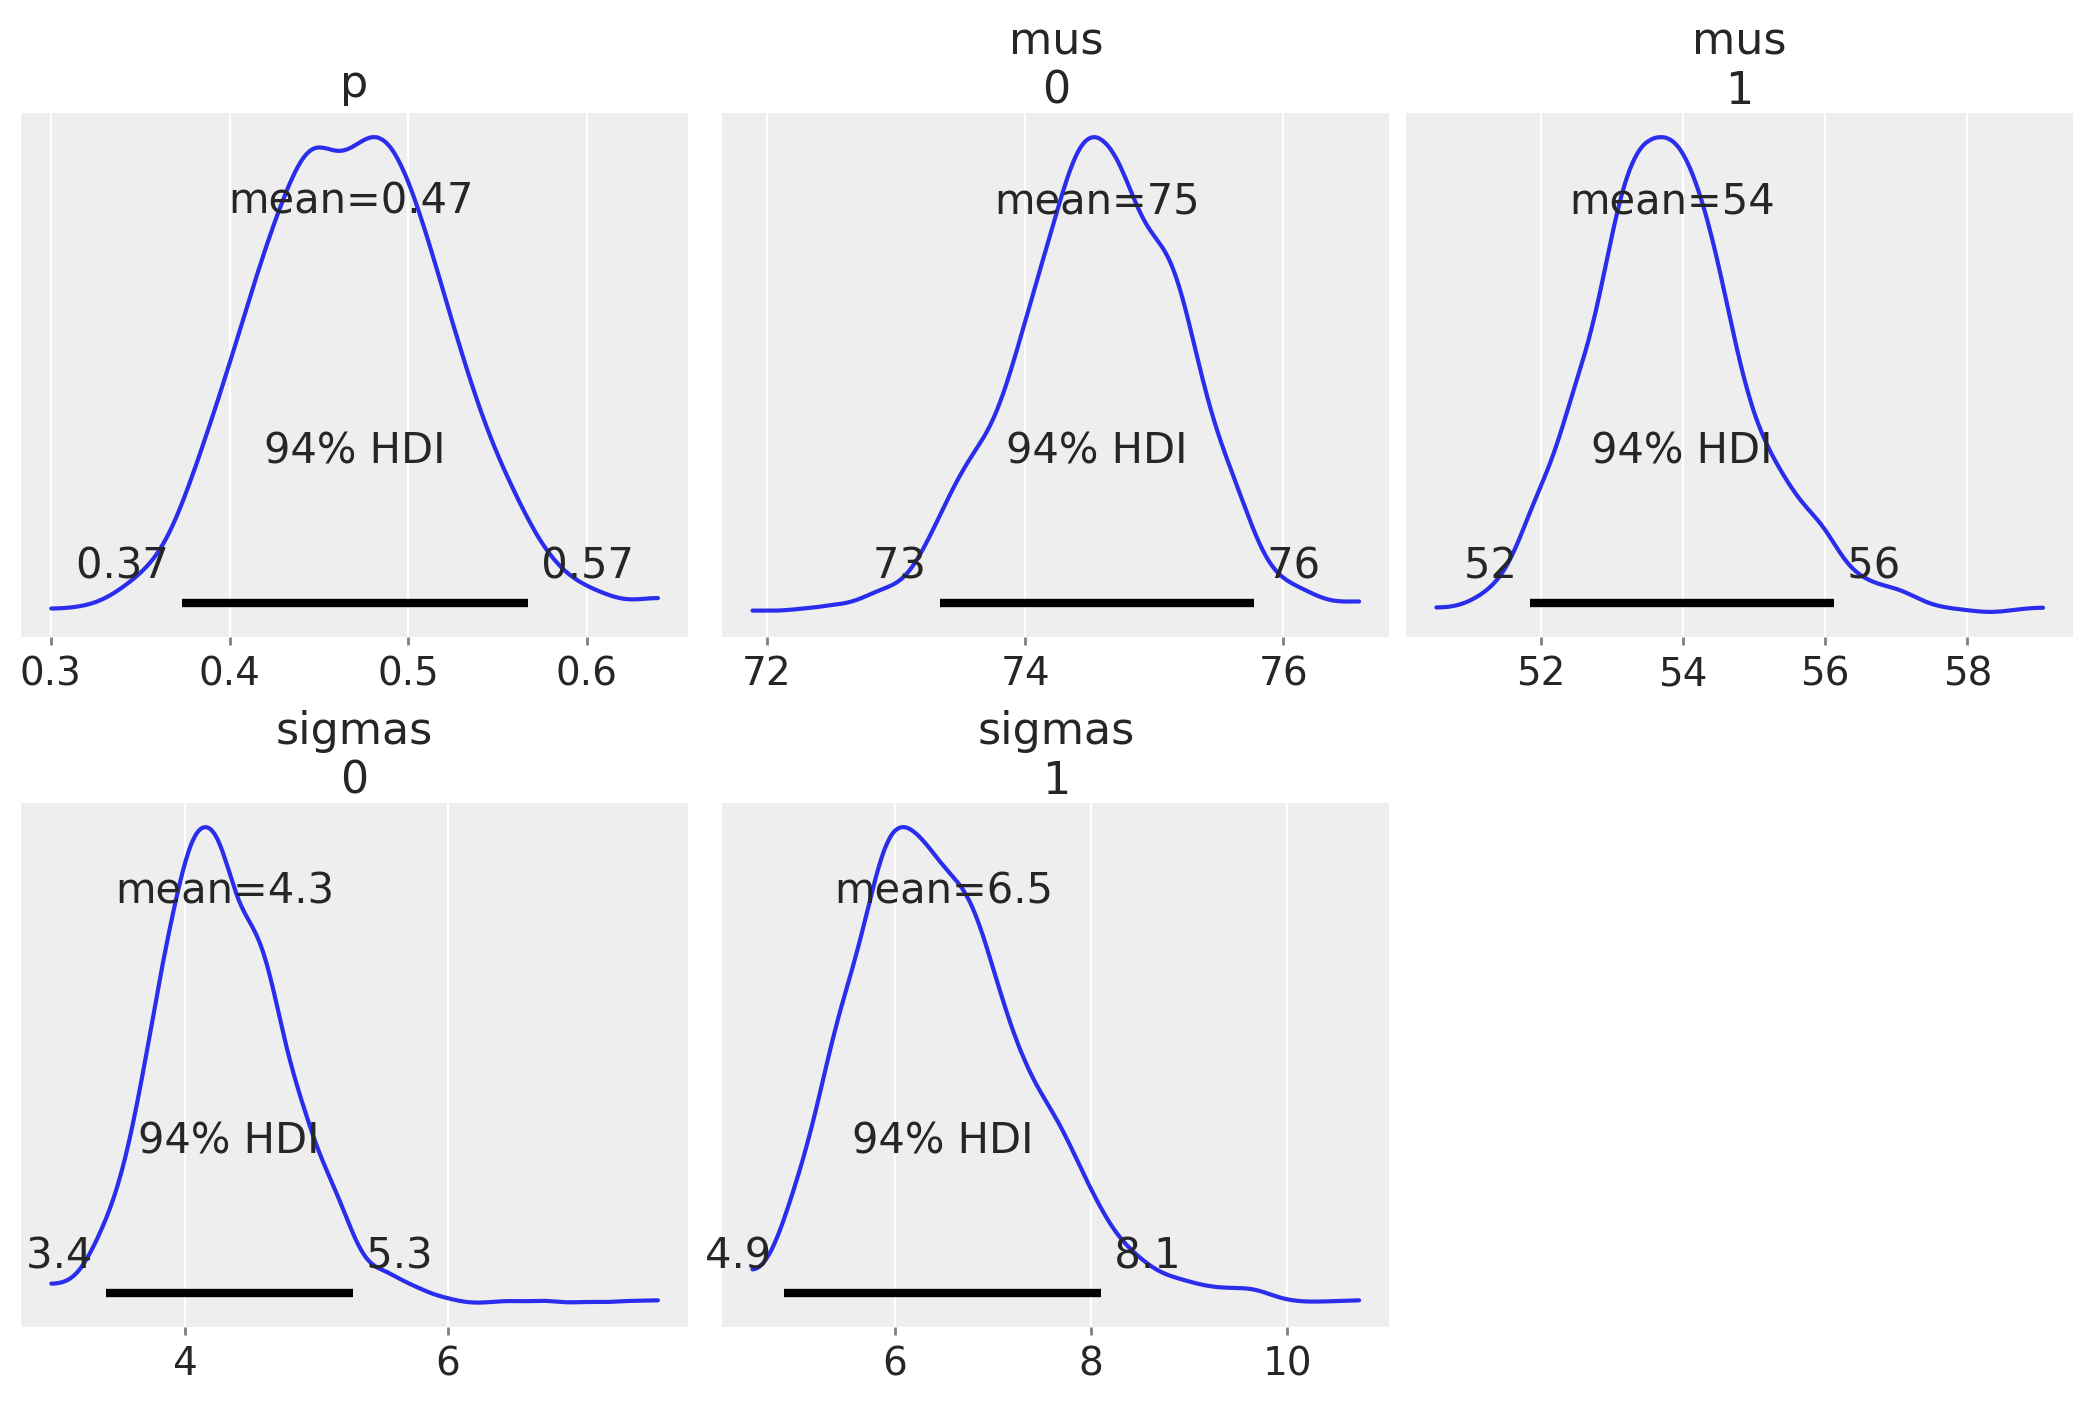 p
mean=0.47
94% HDI
0.37
0.57
0.3 0.4 0.5 0.6
mus
0
mean=75
94% HDI
73
76
72 74 76
mus
1
mean=54
94% HDI
52
56
52 54 56 58
sigmas
0
mean=4.3
94% HDI
3.4
5.3
4 6
sigmas
1
mean=6.5
94% HDI
4.9
8.1
6 8 10